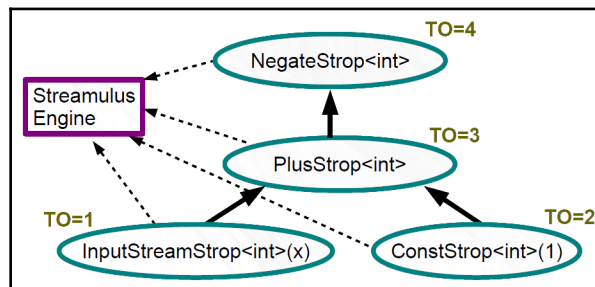 TO=4
NegateStrop<int>
Streamulus
Engine
TO=3
PlusStrop<int>
TO=1
TO=2
InputStreamStrop<int>(x)
ConstStrop<int>(1)